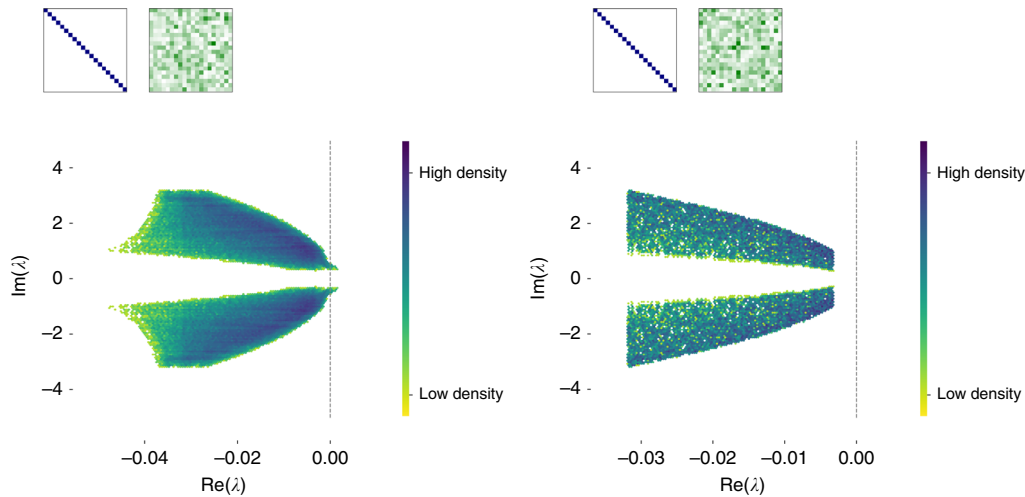 4
2
0
−2
−4
Im(λ)
−0.04
−0.02
0.00
Re(λ)
High density
Low density
4
2
0
−2
−4
Im(λ)
−0.03
−0.02
−0.01
0.00
Re(λ)
High density
Low density